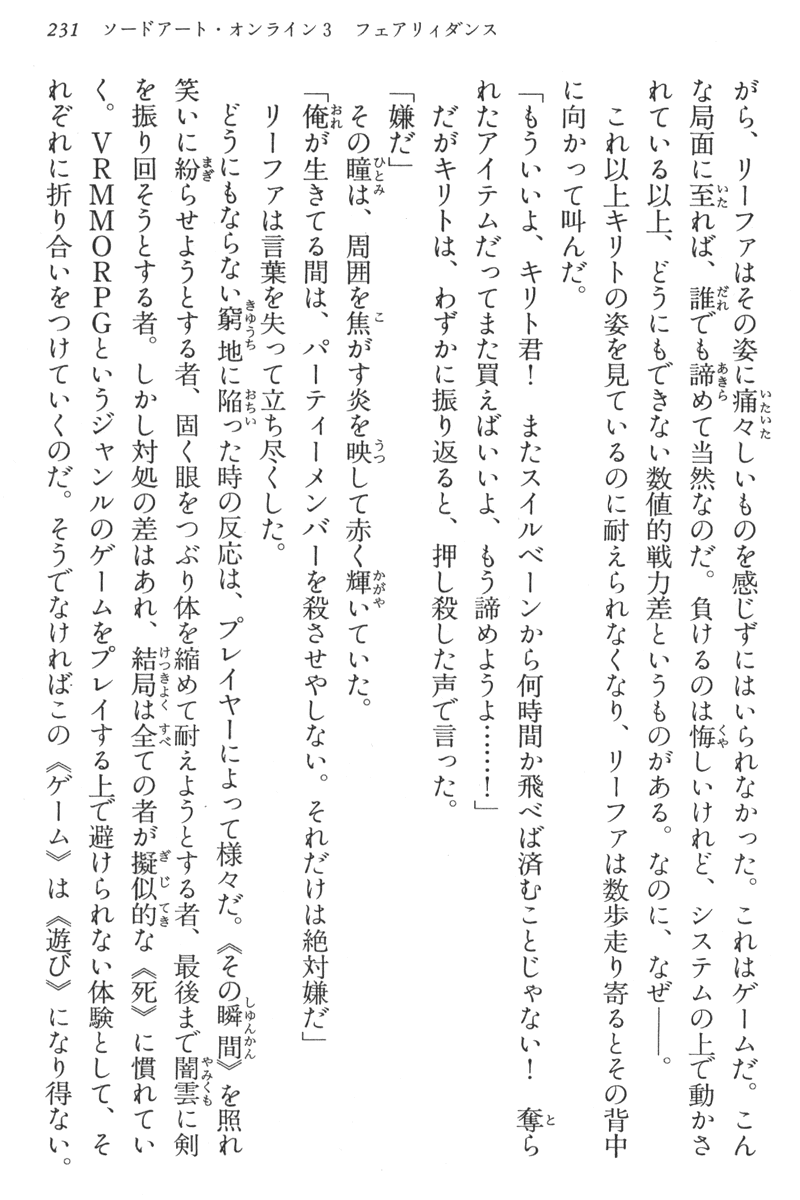 231 ソードアート・オンライン3 フェアリィダンス
がら、リーファはその姿に痛々しいものを感じずにはいられなかった。これはゲームだ。こん
な局面に至れば、誰でも諦めて当然なのだ。負けるのは悔しいけれど、システムの上で動かさ
れている以上、どうにもできない数値的戦力差というものがある。なのに、なぜ――。
これ以上キリトの姿を見ているのに耐えられなくなり、リーファは数歩走り寄るとその背中
に向かって叫んだ。
「もういいよ、キリト君！　またスイルベーンから何時間か飛べば済むことじゃない！　奪ら
れたアイテムだってまた買えばいいよ、もう諦めようよ……！」
だがキリトは、わずかに振り返ると、押し殺した声で言った。
「嫌だ」
その瞳は、周囲を焦がす炎を映して赤く輝いていた。
「俺が生きてる間は、パーティーメンバーを殺させやしない。それだけは絶対嫌だ」
リーファは言葉を失って立ち尽くした。
どうにもならない窮地に陥った時の反応は、プレイヤーによって様々だ。《その瞬間》を照れ
笑いに紛らせようとする者、固く眼をつぶり体を縮めて耐えようとする者、最後まで闇雲に剣
を振り回そうとする者。しかし対処の差はあれ、結局は全ての者が擬似的な《死》に慣れてい
く。ＶＲＭＭＯＲＰＧというジャンルのゲームをプレイする上で避けられない体験として、そ
れぞれに折り合いをつけていくのだ。そうでなければこの《ゲーム》は《遊び》になり得ない。